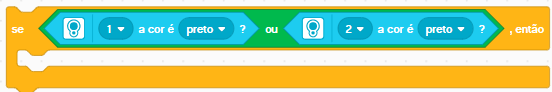 se 1 a cor é preto ? ou 2 a cor é preto ? , então